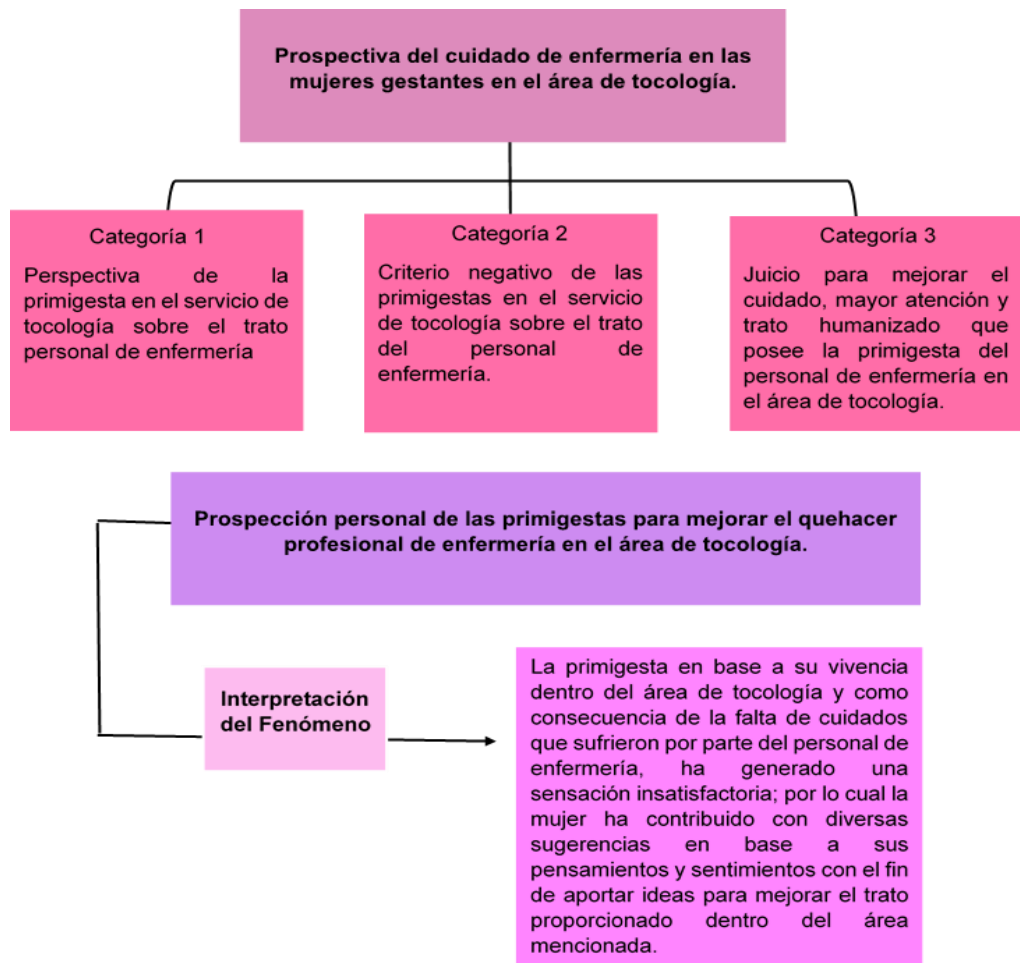 Prospectiva del cuidado de enfermería en las
mujeres gestantes en el área de tocología.
Categoría 1
Perspectiva de la
primigesta en el servicio de
tocología sobre el trato
personal de enfermería
Categoría 2
Criterio negativo de las
primigestas en el servicio
de tocología sobre el trato
del personal de
enfermería.
Categoría 3
Juicio para mejorar el
cuidado, mayor atención y
trato humanizado que
posee la primigesta del
personal de enfermería en
el área de tocología.
Prospección personal de las primigestas para mejorar el quehacer
profesional de enfermería en el área de tocología.
Interpretación
del Fenómeno
La primigesta en base a su vivencia
dentro del área de tocología y como
consecuencia de la falta de cuidados
que sufrieron por parte del personal de
enfermería, ha generado una
sensación insatisfactoria; por lo cual la
mujer ha contribuido con diversas
sugerencias en base a sus
pensamientos y sentimientos con el fin
de aportar ideas para mejorar el trato
proporcionado dentro del área
mencionada.